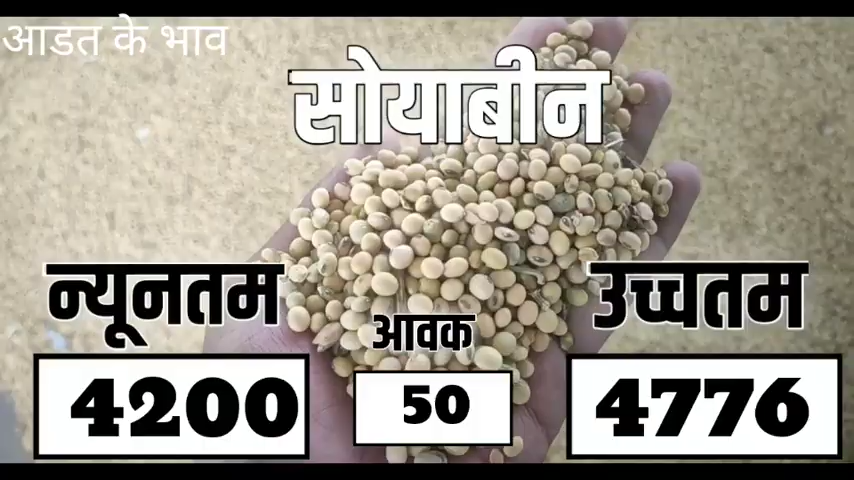 आडत के भाव
सोयाबीन
न्यूनतम
आवक
उच्चतम
4200
50
4776